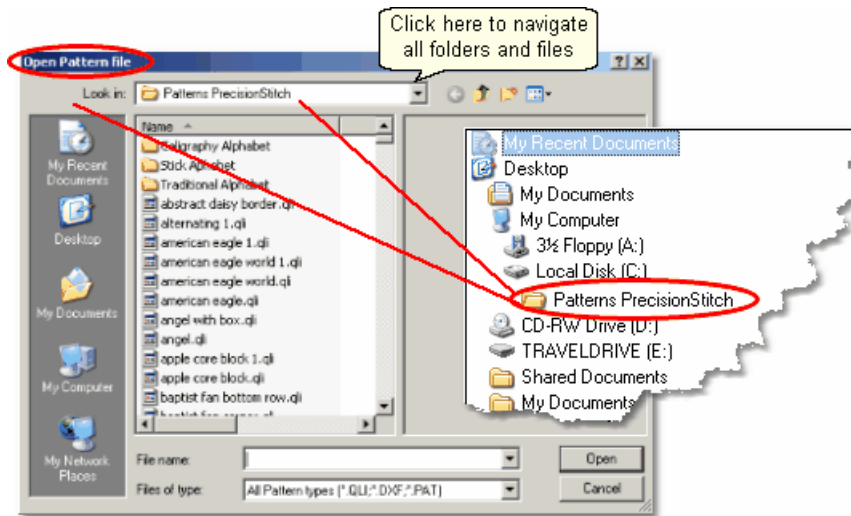 Click here to navigate
all folders and files
Open Pattern file
Look in:
Patterns PrecisionStitch
Name
Caligraphy Alphabet
Stick Alphabet
Traditional Alphabet
abstract daisy border.qli
alternating 1.qli
american eagle 1.qli
american eagle world 1.qli
american eagle world.qli
american eagle.qli
angel with box.qli
angel.qli
apple core block 1.qli
apple core block.qli
baptist fan bottom row.qli
My Recent
Documents
Desktop
My Documents
My Computer
My Network
Places
My Recent Documents
Desktop
My Documents
My Computer
3½ Floppy (A:)
Local Disk (C:)
Patterns PrecisionStitch
CD-RW Drive (D:)
TRAVELDRIVE (E:)
Shared Documents
My Documents
File name:
Open
Files of type:
All Pattern types (*.QLI;*.DXF;*.PAT)
Cancel